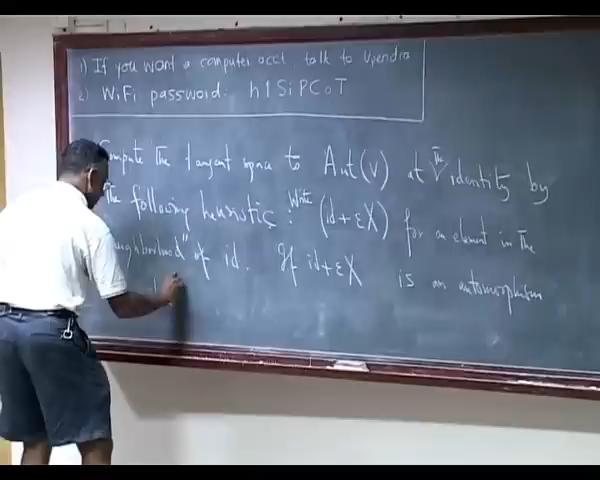 1) If you want a computer acct. talk to Upendra
2) WiFi password: h1SiPCoT
Compute the tangent space to Aut(V) at the identity by
the following heuristic: Write (id + εX) for an element in the
neighborhood" of id. If id + εX is an automorphism